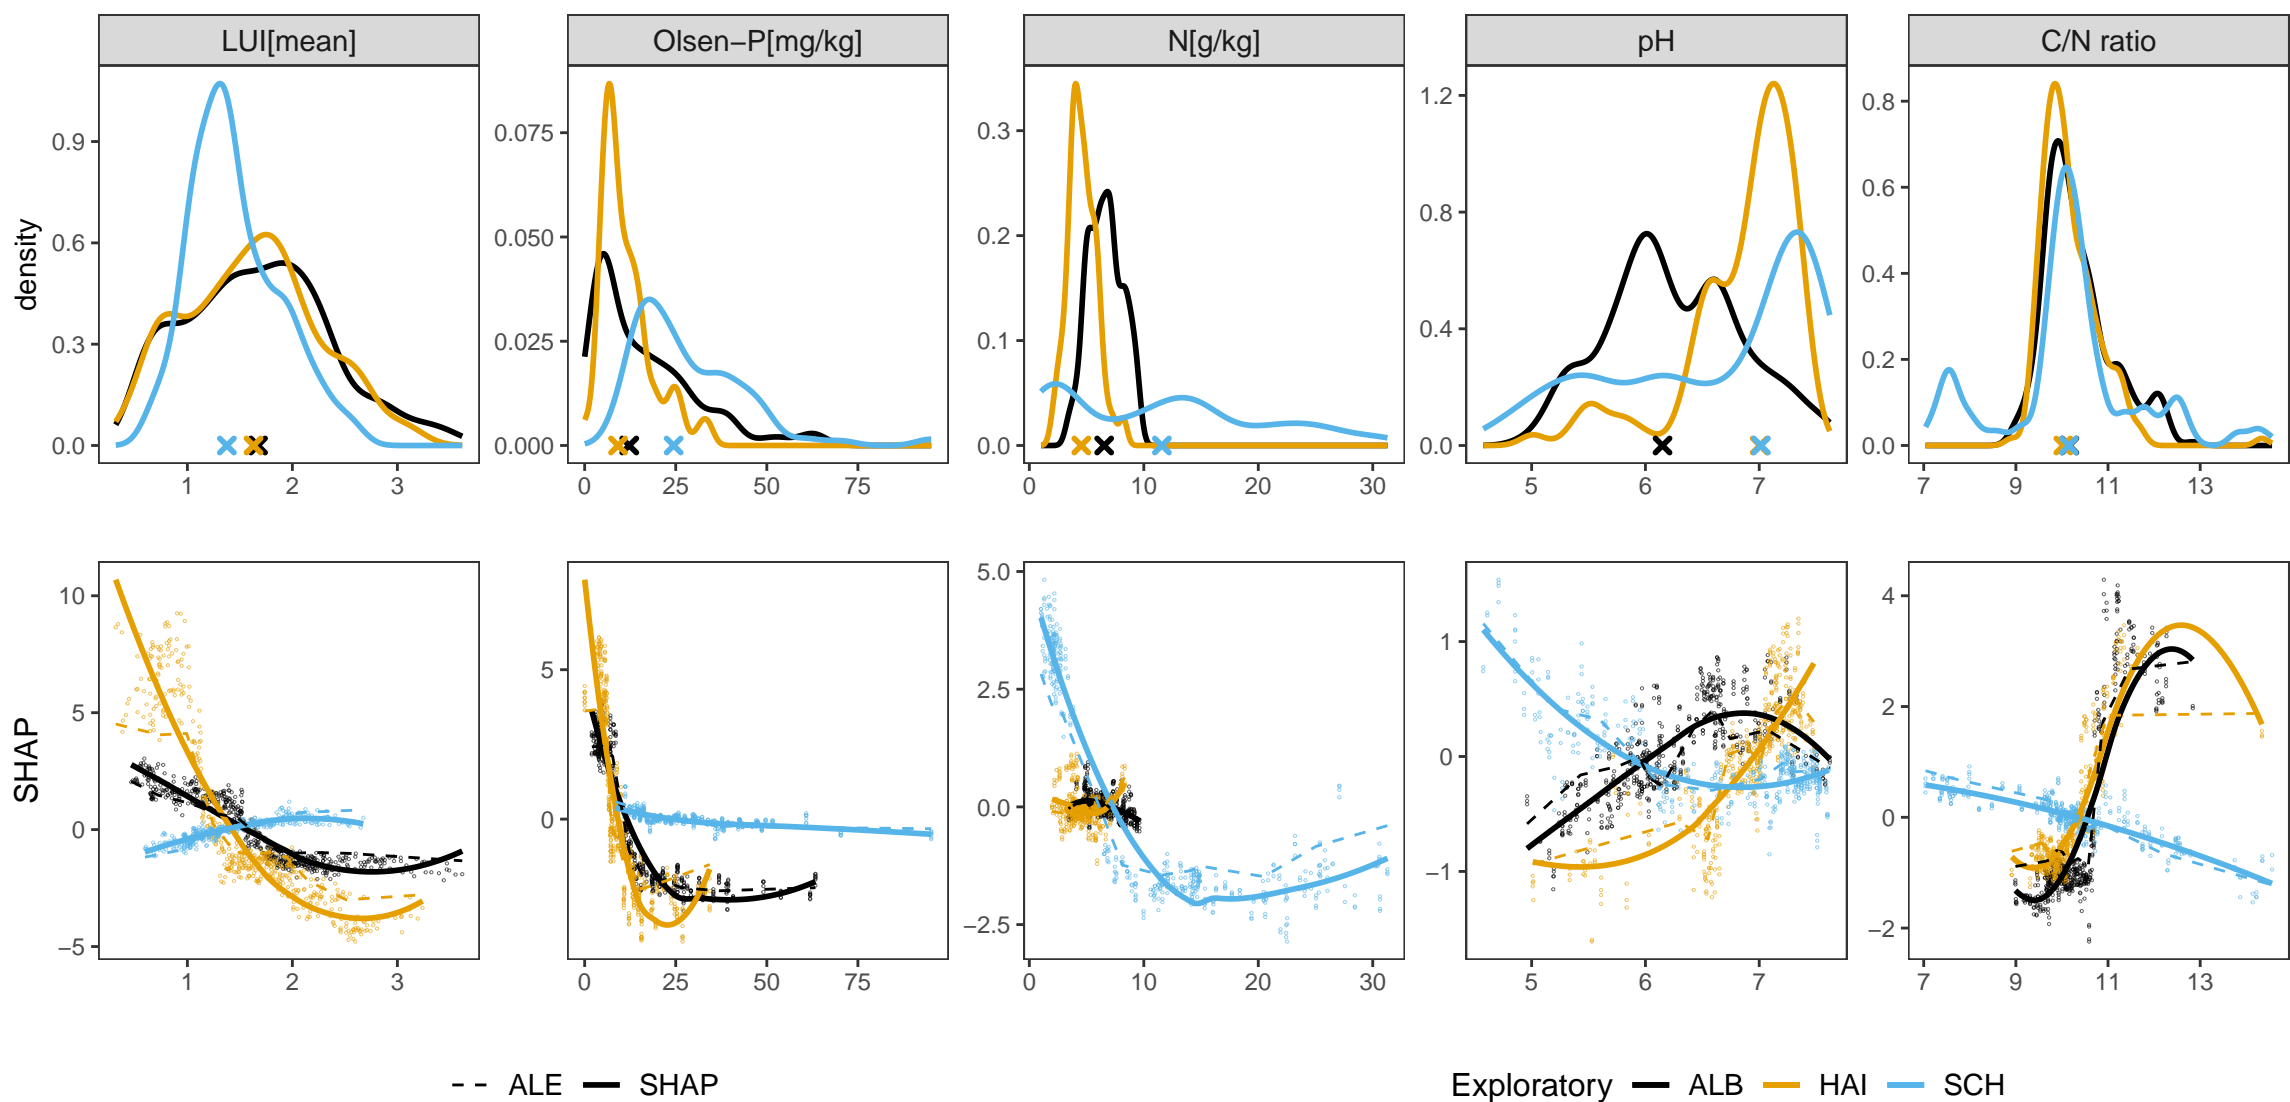 LUI[mean] Olsen−P[mg/kg] N[g/kg] pH C/N ratio
density
0.9
0.6
0.3
0.0
1 2 3
0.075
0.050
0.025
0.000
0 25 50 75
0.3
0.2
0.1
0.0
0 10 20 30
1.2
0.8
0.4
0.0
5 6 7
0.8
0.6
0.4
0.2
0.0
7 9 11 13
SHAP
10
5
0
−5
1 2 3
5
0
0 25 50 75
5.0
2.5
0.0
−2.5
0 10 20 30
1
0
−1
5 6 7
4
2
0
−2
7 9 11 13
ALE SHAP
Exploratory ALB HAI SCH